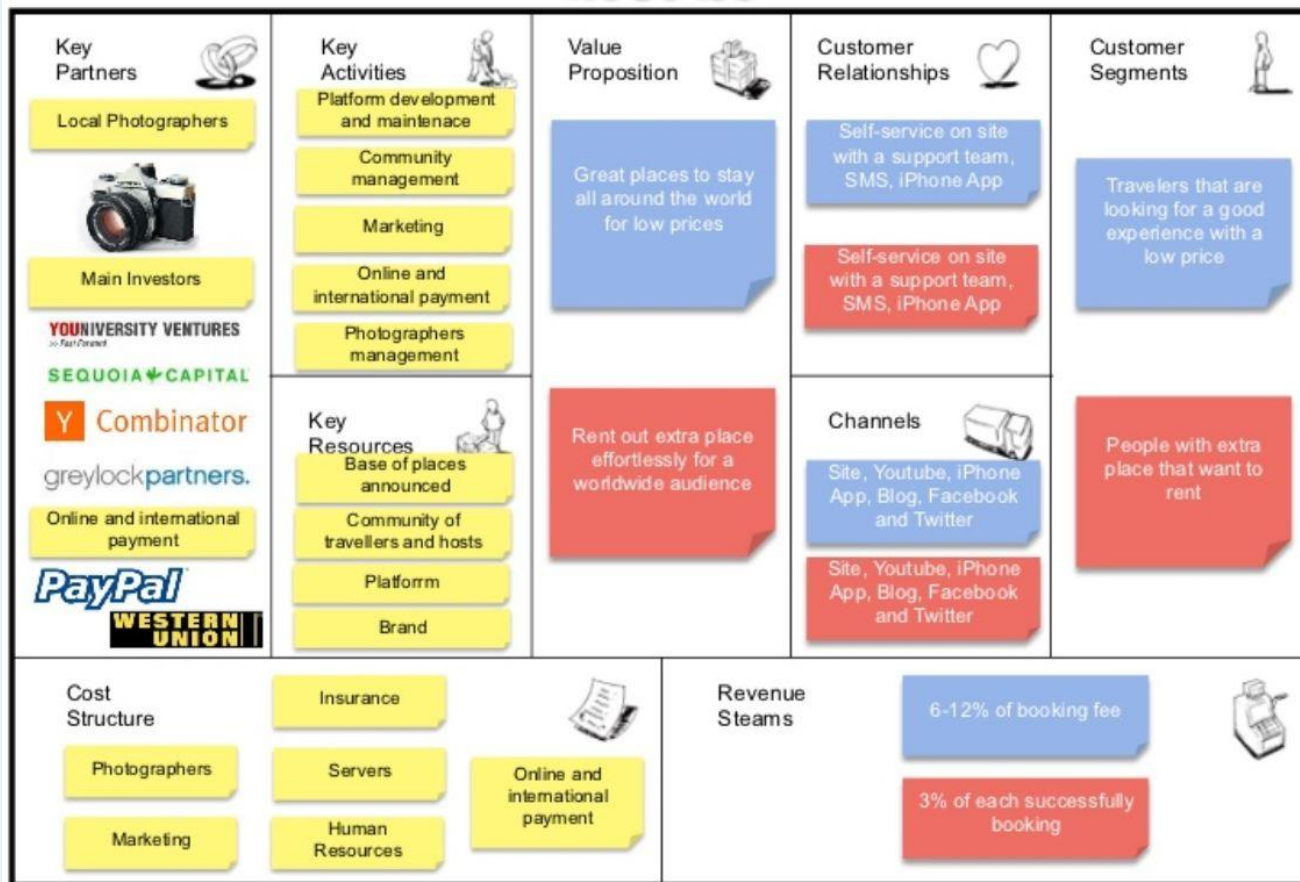 Key
Partners
Local Photographers
Main Investors
YOUNIVERSITY VENTURES
>> Fast Forward
SEQUOIA CAPITAL
Y Combinator
greylockpartners.
Online and international
payment
PayPal
WESTERN
UNION
Key
Activities
Platform development
and maintenace
Community
management
Marketing
Online and
international payment
Photographers
management
Key
Resources
Base of places
announced
Community of
travellers and hosts
Platforrm
Brand
Value
Proposition
Great places to stay
all around the world
for low prices
Rent out extra place
effortlessly for a
worldwide audience
Customer
Relationships
Self-service on site
with a support team,
SMS, iPhone App
Self-service on site
with a support team,
SMS, iPhone App
Channels
Site, Youtube, iPhone
App, Blog, Facebook
and Twitter
Site, Youtube, iPhone
App, Blog, Facebook
and Twitter
Customer
Segments
Travelers that are
looking for a good
experience with a
low price
People with extra
place that want to
rent
Cost
Structure
Photographers
Marketing
Insurance
Servers
Human
Resources
Online and
international
payment
Revenue
Steams
6-12% of booking fee
3% of each successfully
booking